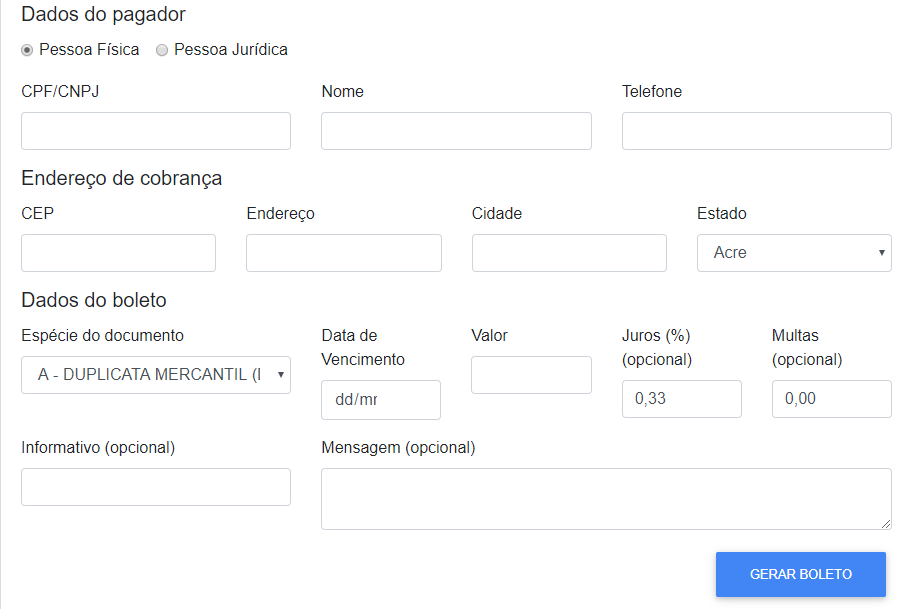 Dados do pagador
Pessoa Física Pessoa Jurídica
CPF/CNPJ Nome Telefone
Endereço de cobrança
CEP Endereço Cidade Estado
Acre
Dados do boleto
Espécie do documento Data de Vencimento Valor Juros (%) (opcional) Multas (opcional)
A - DUPLICATA MERCANTIL (I dd/mr 0,33 0,00
Informativo (opcional) Mensagem (opcional)
GERAR BOLETO